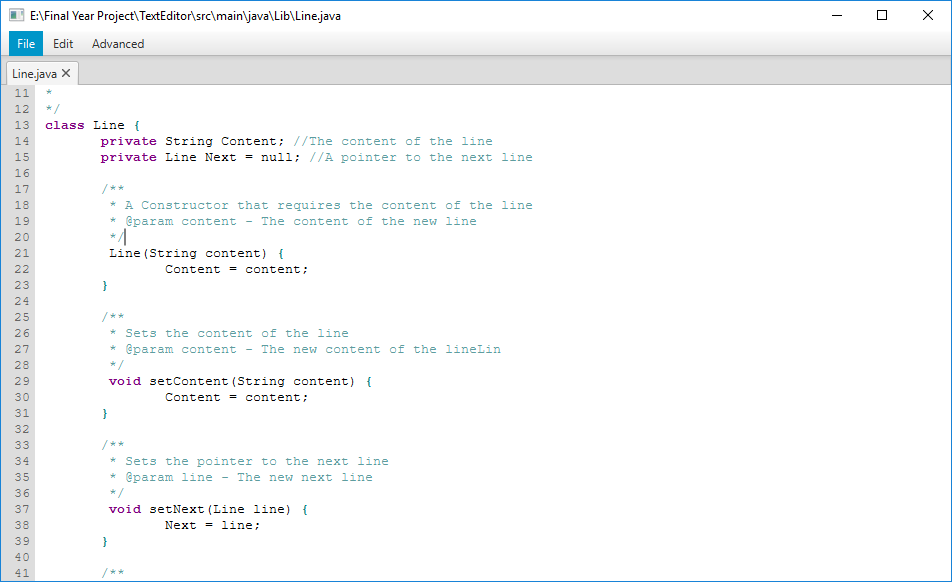 E:\Final Year Project\TextEditor\src\main\java\Lib\Line.java
File Edit Advanced
Line.java
11 *
12 */
13 class Line {
14 private String Content; //The content of the line
15 private Line Next = null; //A pointer to the next line
16
17 /**
18 * A Constructor that requires the content of the line
19 * @param content - The content of the new line
20 */
21 Line(String content) {
22 Content = content;
23 }
24
25 /**
26 * Sets the content of the line
27 * @param content - The new content of the lineLin
28 */
29 void setContent(String content) {
30 Content = content;
31 }
32
33 /**
34 * Sets the pointer to the next line
35 * @param line - The new next line
36 */
37 void setNext(Line line) {
38 Next = line;
39 }
40
41 /**